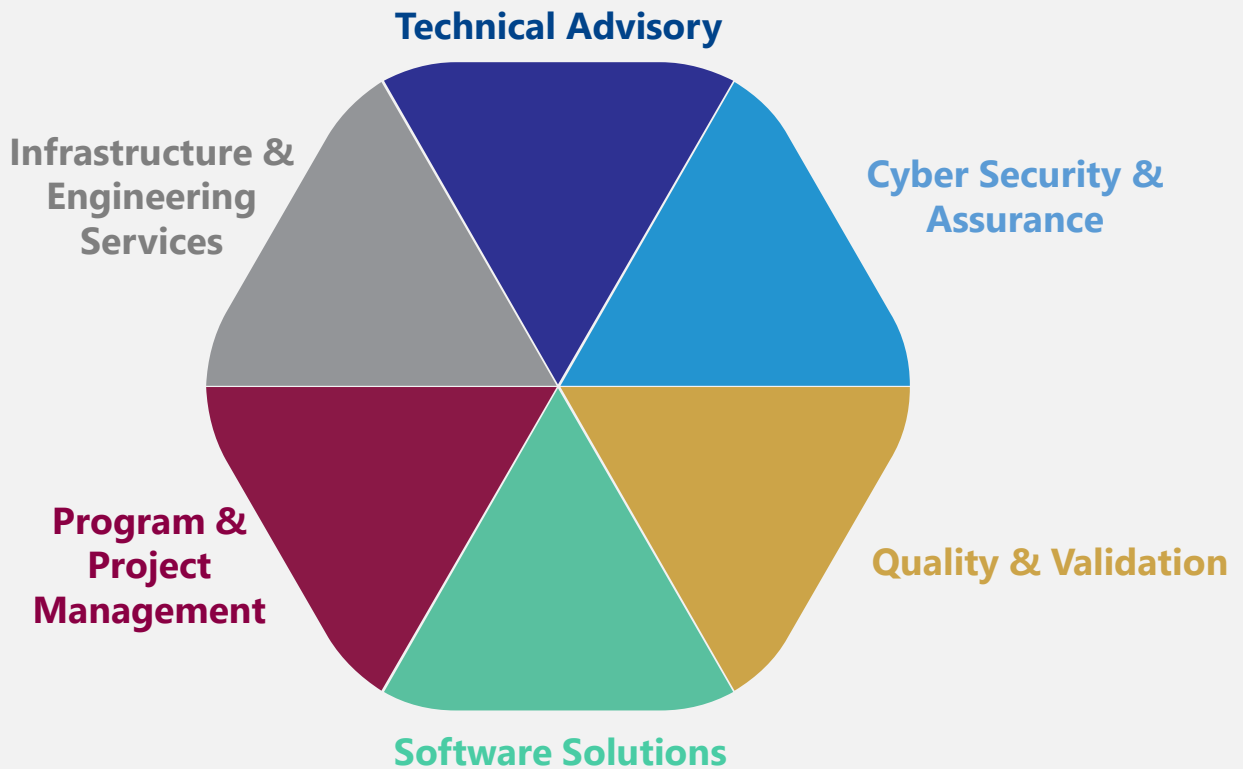 Technical Advisory
Infrastructure &
Engineering
Services
Cyber Security &
Assurance
Program &
Project
Management
Quality & Validation
Software Solutions